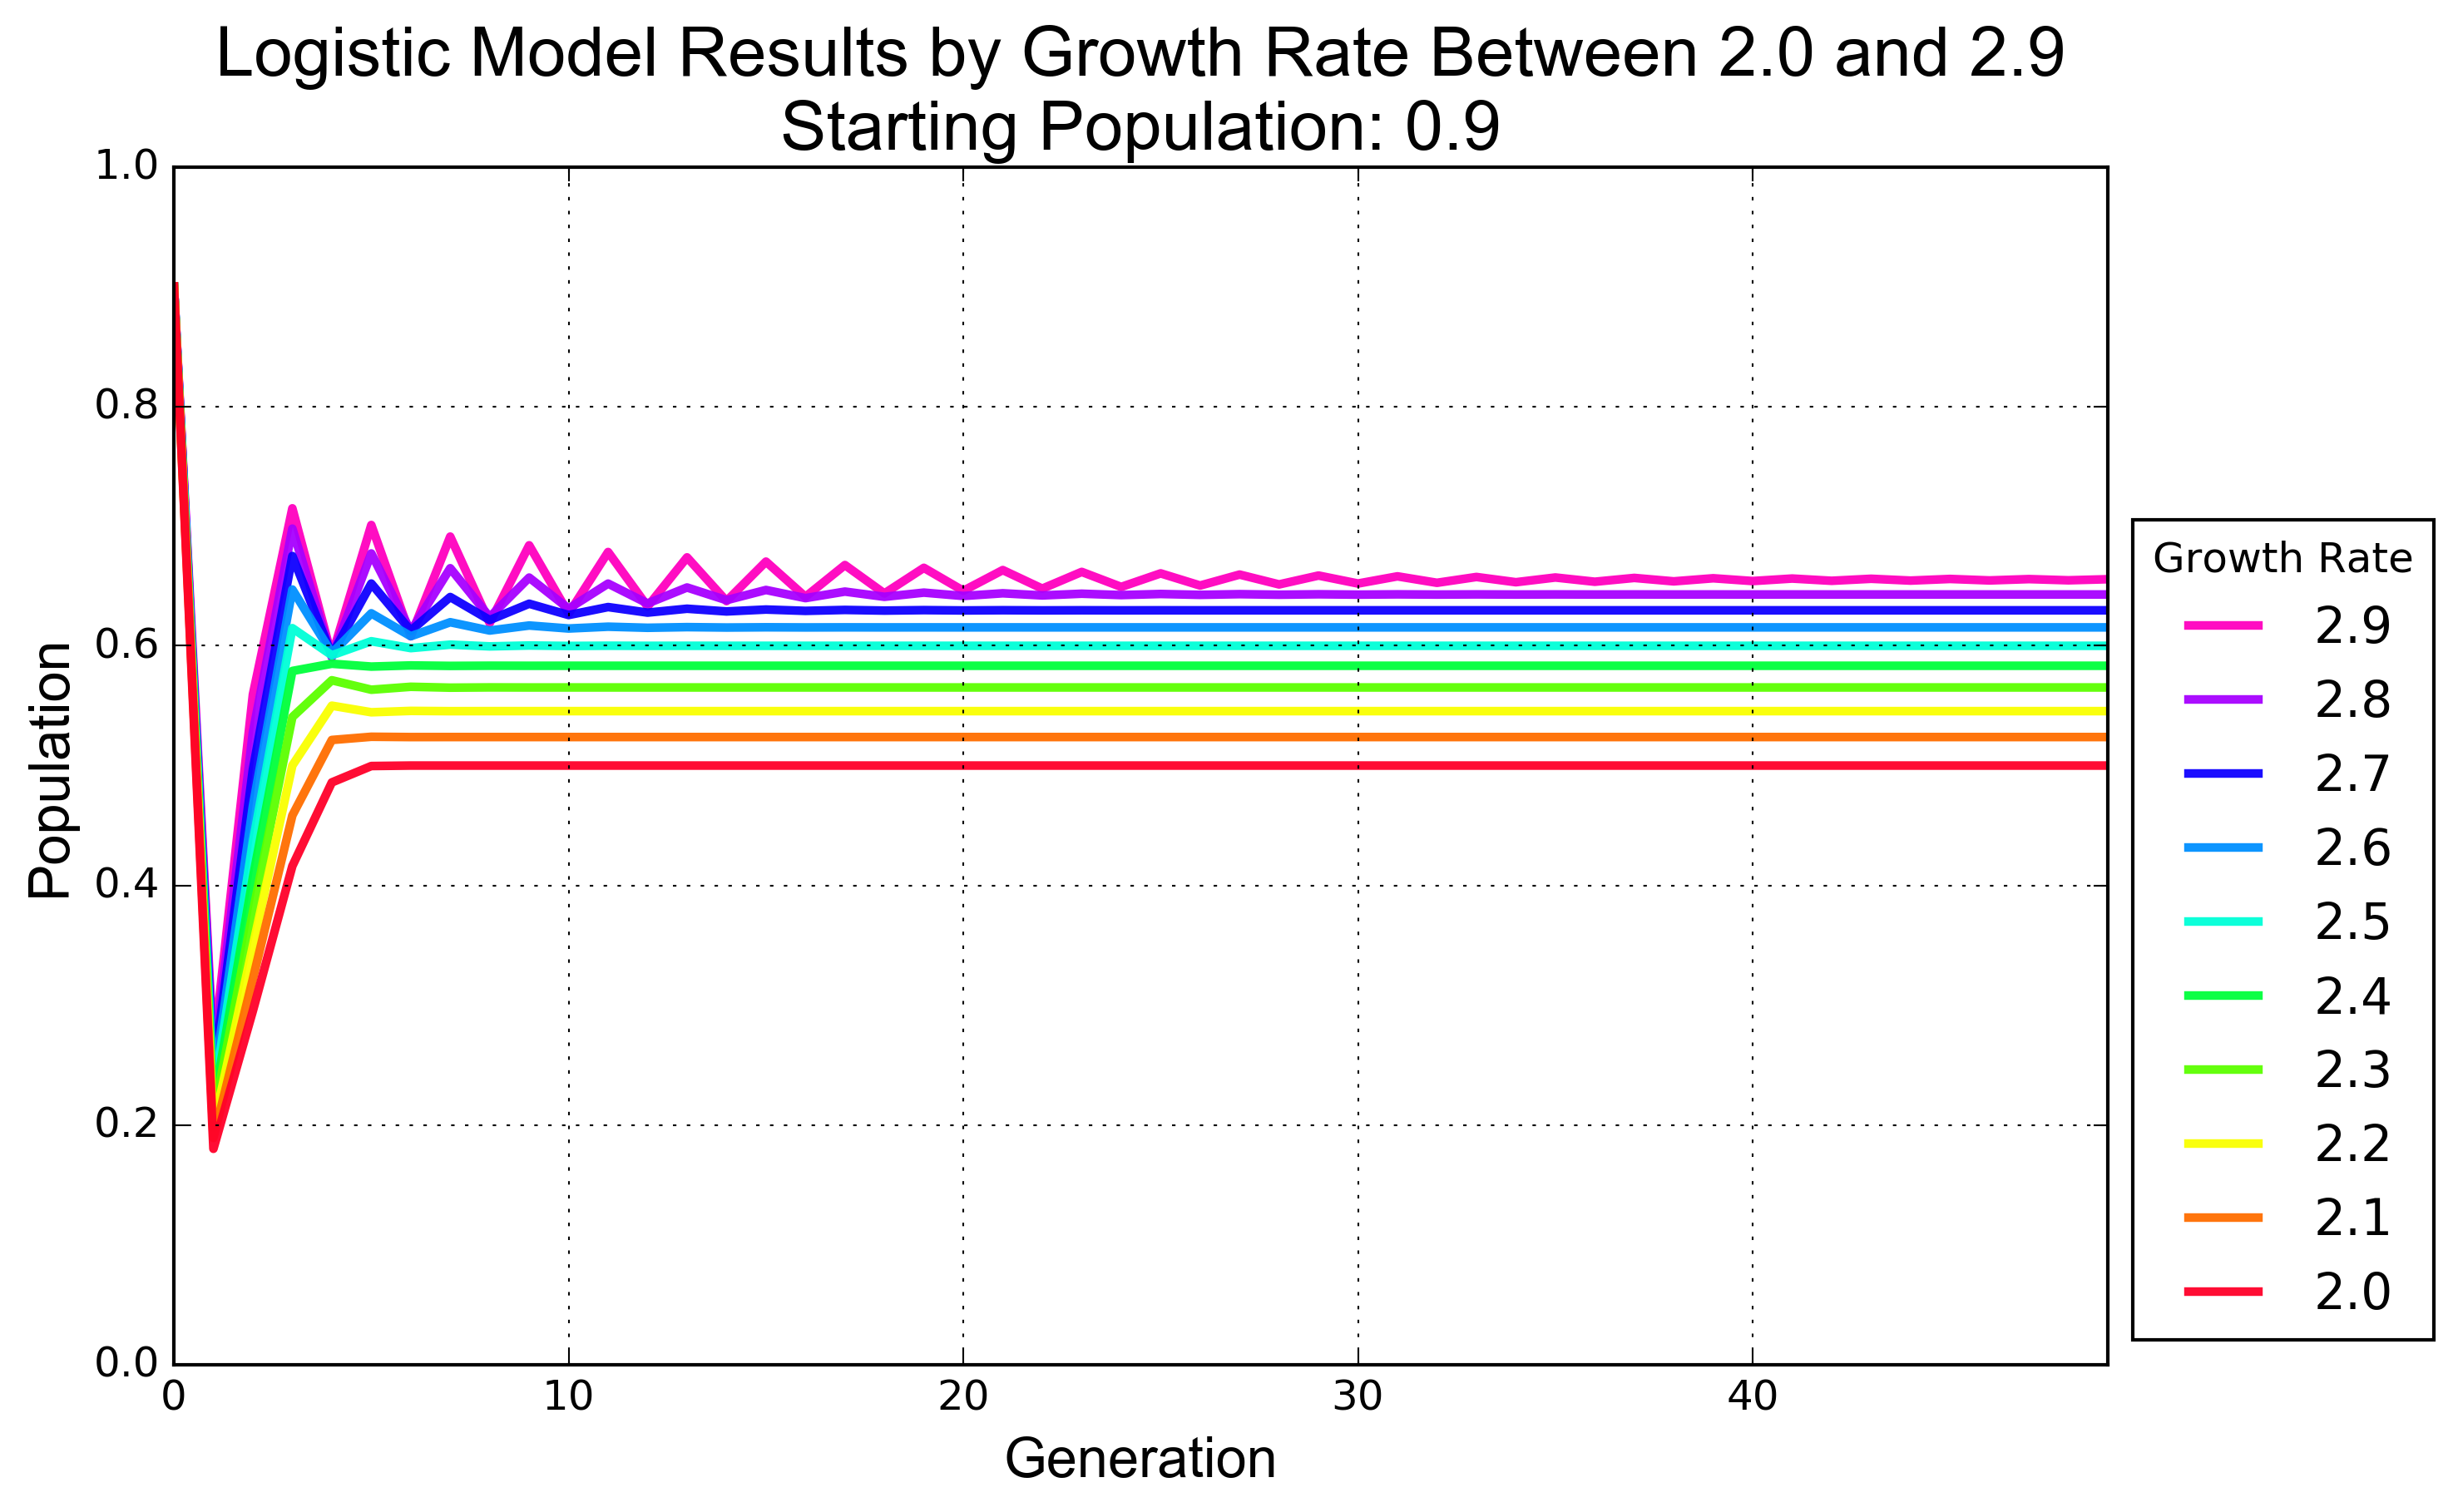 Logistic Model Results by Growth Rate Between 2.0 and 2.9
Starting Population: 0.9
1.0
0.8
0.6
0.4
0.2
0.0
Population
0 10 20 30 40
Generation
Growth Rate
2.9
2.8
2.7
2.6
2.5
2.4
2.3
2.2
2.1
2.0